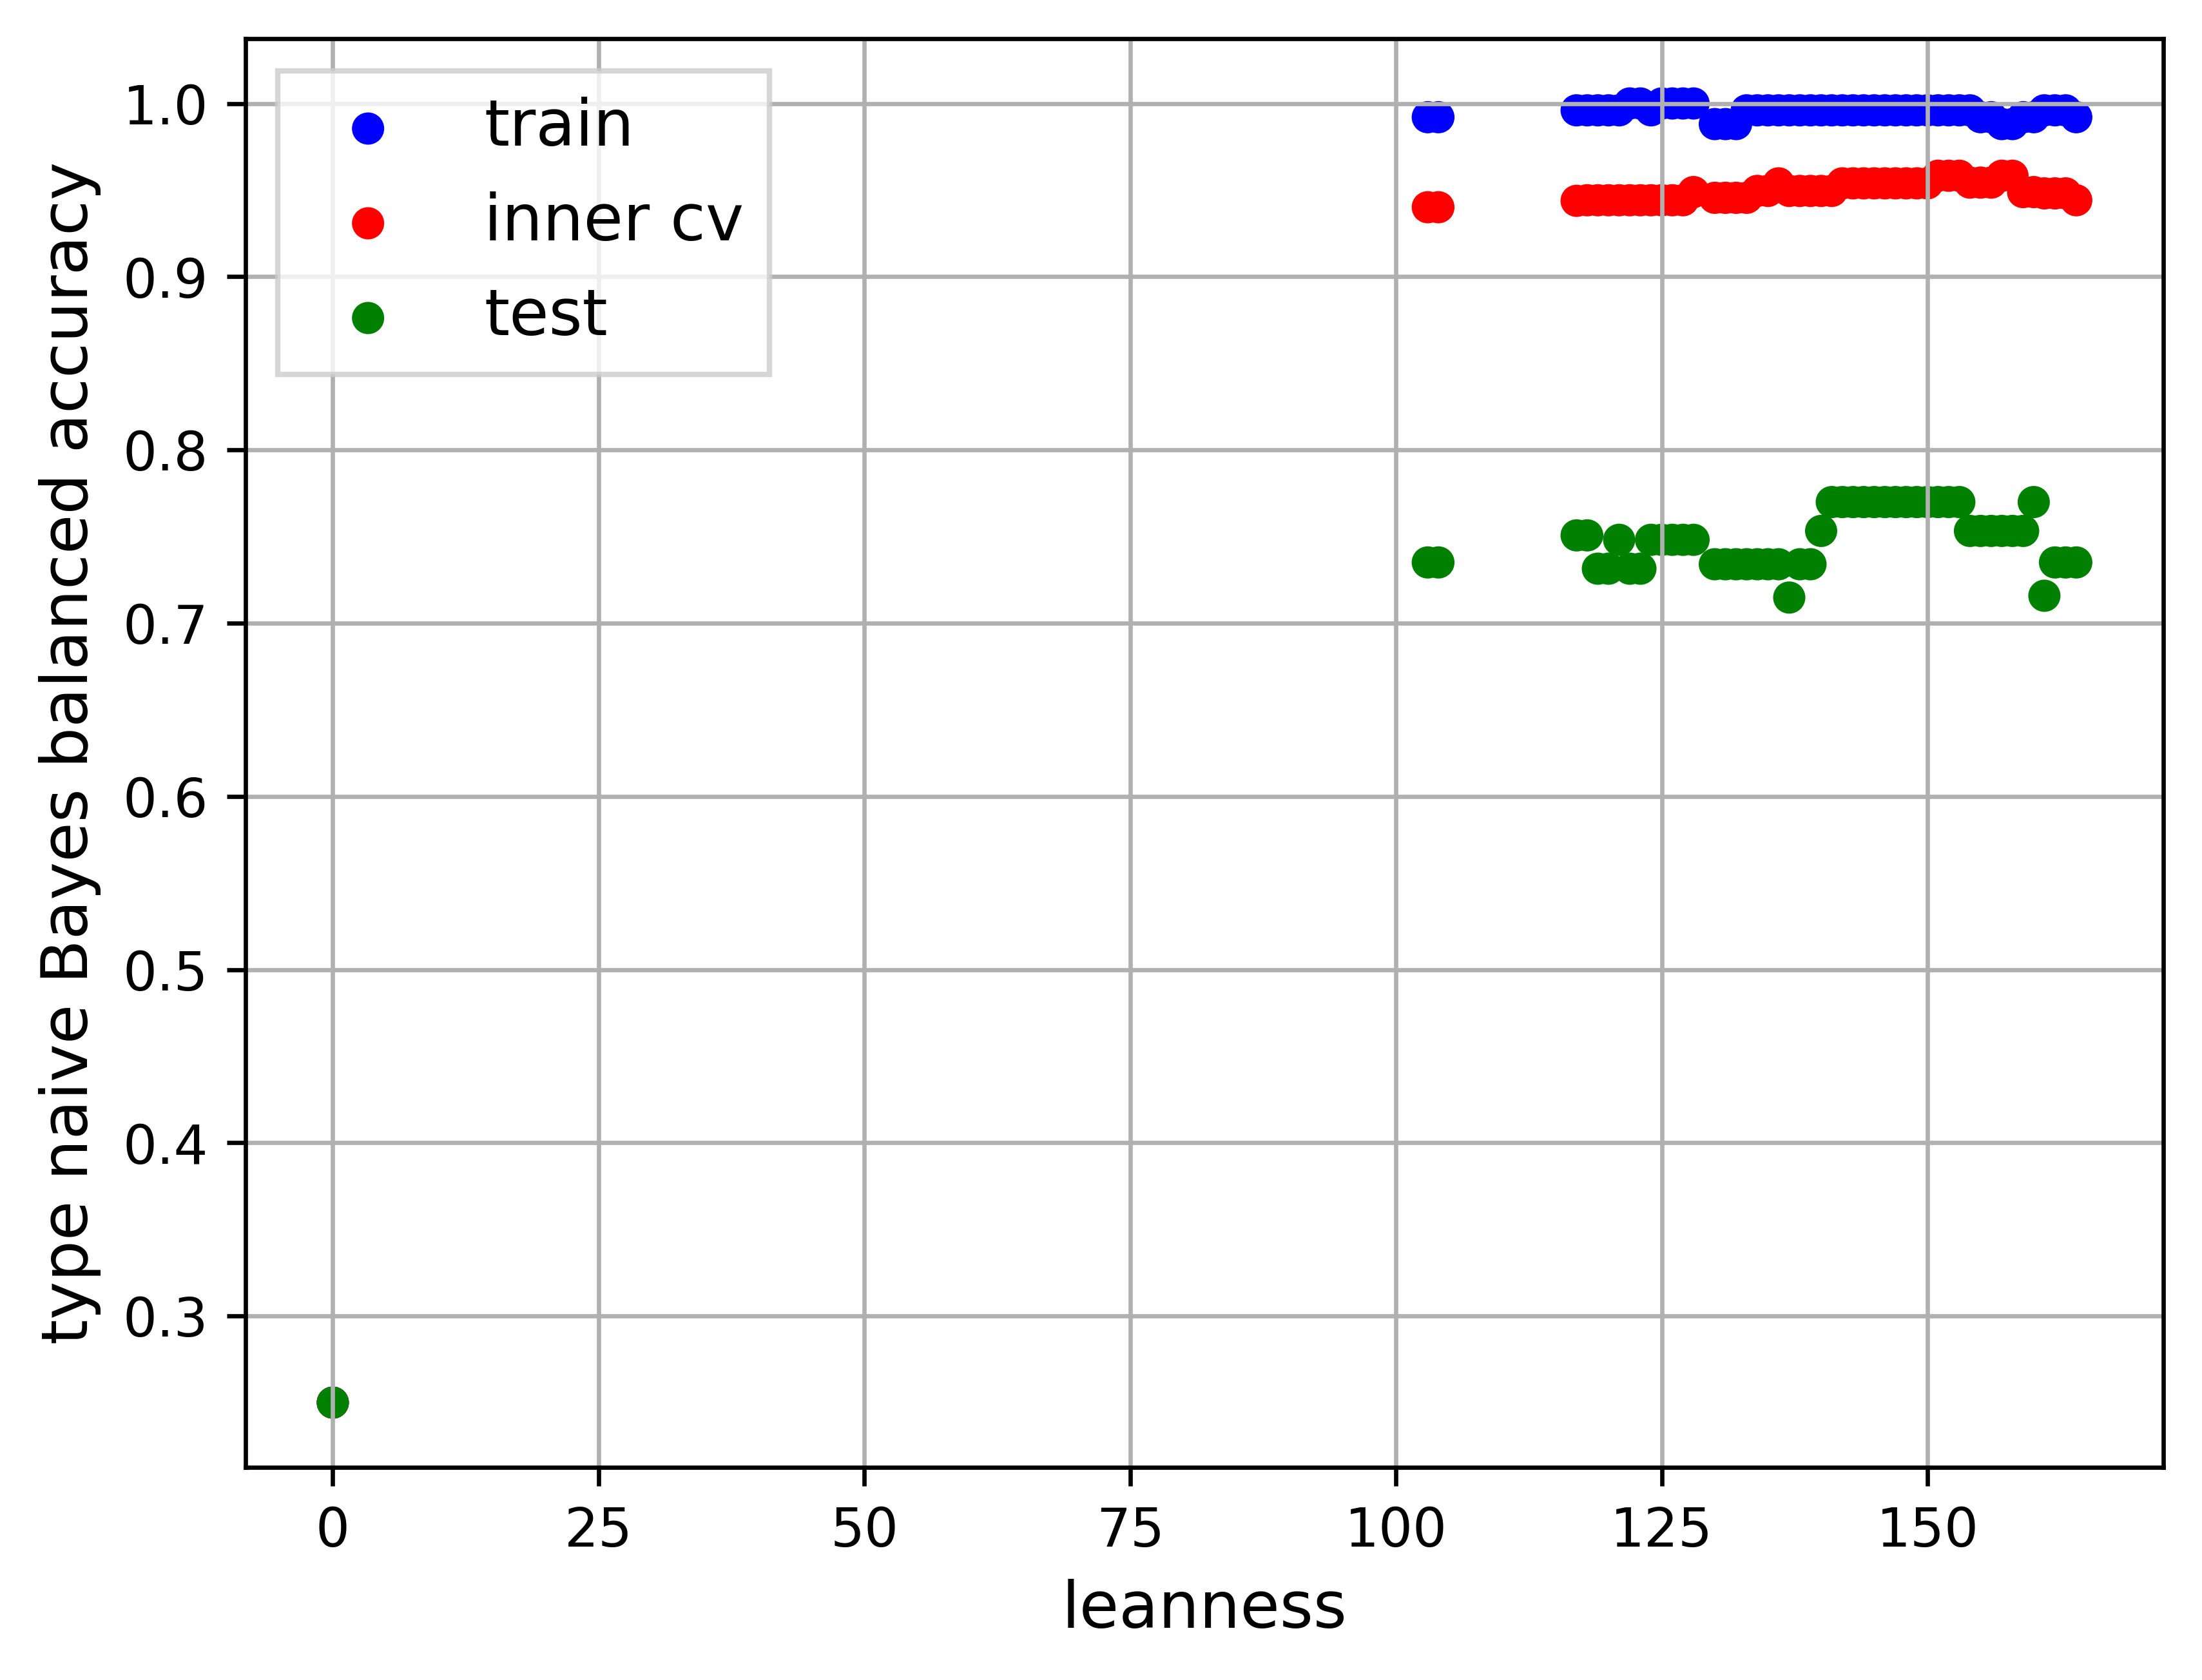 train
inner cv
test
type naive Bayes balanced accuracy
1.0
0.9
0.8
0.7
0.6
0.5
0.4
0.3
0 25 50 75 100 125 150
leanness